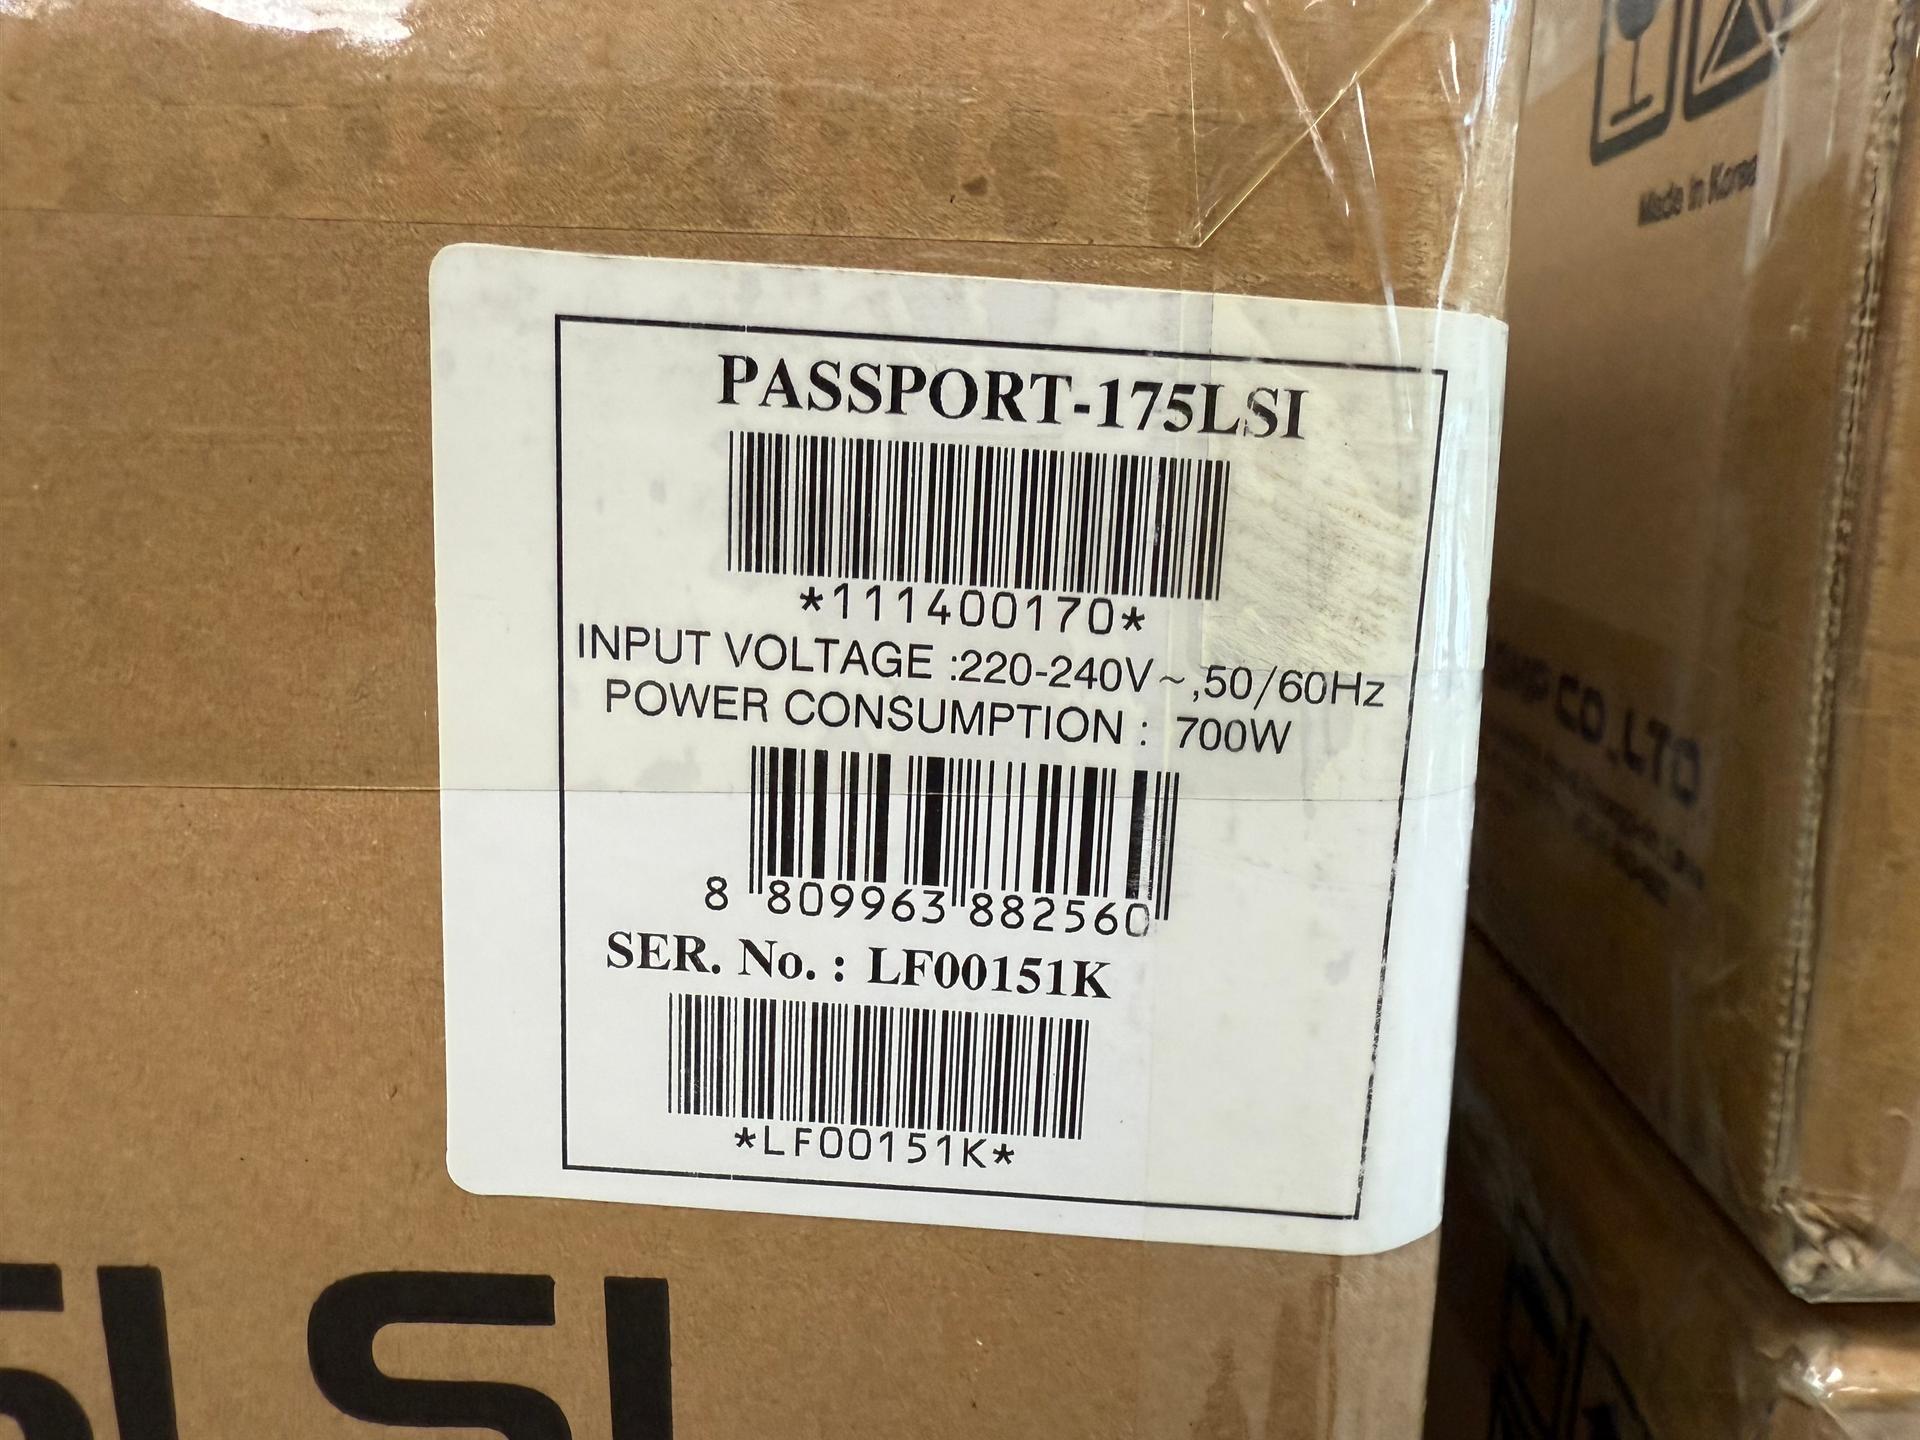 PASSPORT-175LSI
*111400170*
INPUT VOLTAGE :220-240V~,50/60Hz
POWER CONSUMPTION : 700W
8 809963 882560
SER. No. : LF00151K
*LF00151K*
LSI
Made in Korea
CO.,LTD.